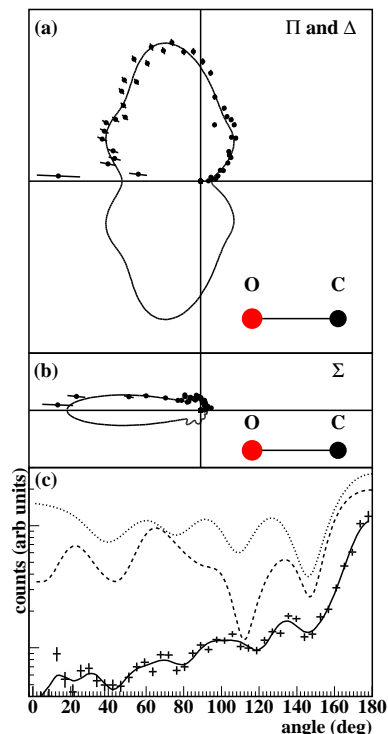 (a)
Π and Δ
O C
(b)
Σ
O C
(c)
counts (arb units)
0 20 40 60 80 100 120 140 160 180
angle (deg)